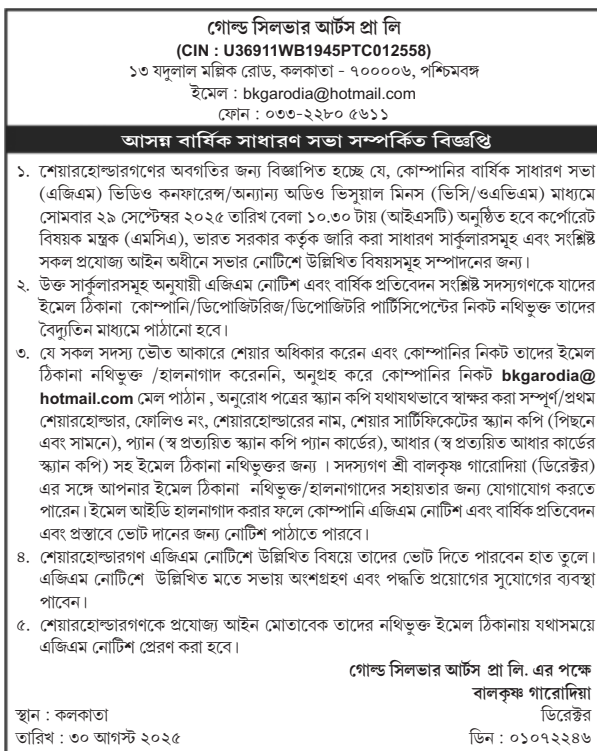 গোল্ড সিলভার আর্টস প্রা লি
(CIN : U36911WB1945PTC012558)
১৩ যদুলাল মল্লিক রোড, কলকাতা - ৭০০০০৬, পশ্চিমবঙ্গ
ইমেল : bkgarodia@hotmail.com
ফোন : ০৩৩-২২৮০ ৫৬১১
আসন্ন বার্ষিক সাধারণ সভা সম্পর্কিত বিজ্ঞপ্তি
১. শেয়ারহোল্ডারগণের অবগতির জন্য বিজ্ঞাপিত হচ্ছে যে, কোম্পানির বার্ষিক সাধারণ সভা
(এজিএম) ভিডিও কনফারেন্স/অন্যান্য অডিও ভিসুয়াল মিনস (ভিসি/ওএভিএম) মাধ্যমে
সোমবার ২৯ সেপ্টেম্বর ২০২৫ তারিখ বেলা ১০.৩০ টায় (আইএসটি) অনুষ্ঠিত হবে কর্পোরেট
বিষয়ক মন্ত্রক (এমসিএ), ভারত সরকার কর্তৃক জারি করা সাধারণ সার্কুলারসমূহ এবং সংশ্লিষ্ট
সকল প্রযোজ্য আইন অধীনে সভার নোটিশে উল্লিখিত বিষয়সমূহ সম্পাদনের জন্য।
২. উক্ত সার্কুলারসমূহ অনুযায়ী এজিএম নোটিশ এবং বার্ষিক প্রতিবেদন সংশ্লিষ্ট সদস্যগণকে যাদের
ইমেল ঠিকানা কোম্পানি/ডিপোজিটরিজ/ডিপোজিটরি পার্টিসিপেন্টের নিকট নথিভুক্ত তাদের
বৈদ্যুতিন মাধ্যমে পাঠানো হবে।
৩. যে সকল সদস্য ভৌত আকারে শেয়ার অধিকার করেন এবং কোম্পানির নিকট তাদের ইমেল
ঠিকানা নথিভুক্ত /হালনাগাদ করেননি, অনুগ্রহ করে কোম্পানির নিকট bkgarodia@
hotmail.com মেল পাঠান , অনুরোধ পত্রের স্ক্যান কপি যথাযথভাবে স্বাক্ষর করা সম্পূর্ণ/প্রথম
শেয়ারহোল্ডার, ফোলিও নং, শেয়ারহোল্ডারের নাম, শেয়ার সার্টিফিকেটের স্ক্যান কপি (পিছনে
এবং সামনে), প্যান (স্ব প্রত্যয়িত স্ক্যান কপি প্যান কার্ডের), আধার (স্ব প্রত্যয়িত আধার কার্ডের
স্ক্যান কপি) সহ ইমেল ঠিকানা নথিভুক্তর জন্য । সদস্যগণ শ্রী বালকৃষ্ণ গারোদিয়া (ডিরেক্টর)
এর সঙ্গে আপনার ইমেল ঠিকানা নথিভুক্ত/হালনাগাদের সহায়তার জন্য যোগাযোগ করতে
পারেন। ইমেল আইডি হালনাগাদ করার ফলে কোম্পানি এজিএম নোটিশ এবং বার্ষিক প্রতিবেদন
এবং প্রস্তাবে ভোট দানের জন্য নোটিশ পাঠাতে পারবে।
৪. শেয়ারহোল্ডারগণ এজিএম নোটিশে উল্লিখিত বিষয়ে তাদের ভোট দিতে পারবেন হাত তুলে।
এজিএম নোটিশে উল্লিখিত মতে সভায় অংশগ্রহণ এবং পদ্ধতি প্রয়োগের সুযোগের ব্যবস্থা
পাবেন।
৫. শেয়ারহোল্ডারগণকে প্রযোজ্য আইন মোতাবেক তাদের নথিভুক্ত ইমেল ঠিকানায় যথাসময়ে
এজিএম নোটিশ প্রেরণ করা হবে।
গোল্ড সিলভার আর্টস প্রা লি. এর পক্ষে
বালকৃষ্ণ গারোদিয়া
স্থান : কলকাতা ডিরেক্টর
তারিখ : ৩০ আগস্ট ২০২৫ ডিন : ০১০৭২২৪৬